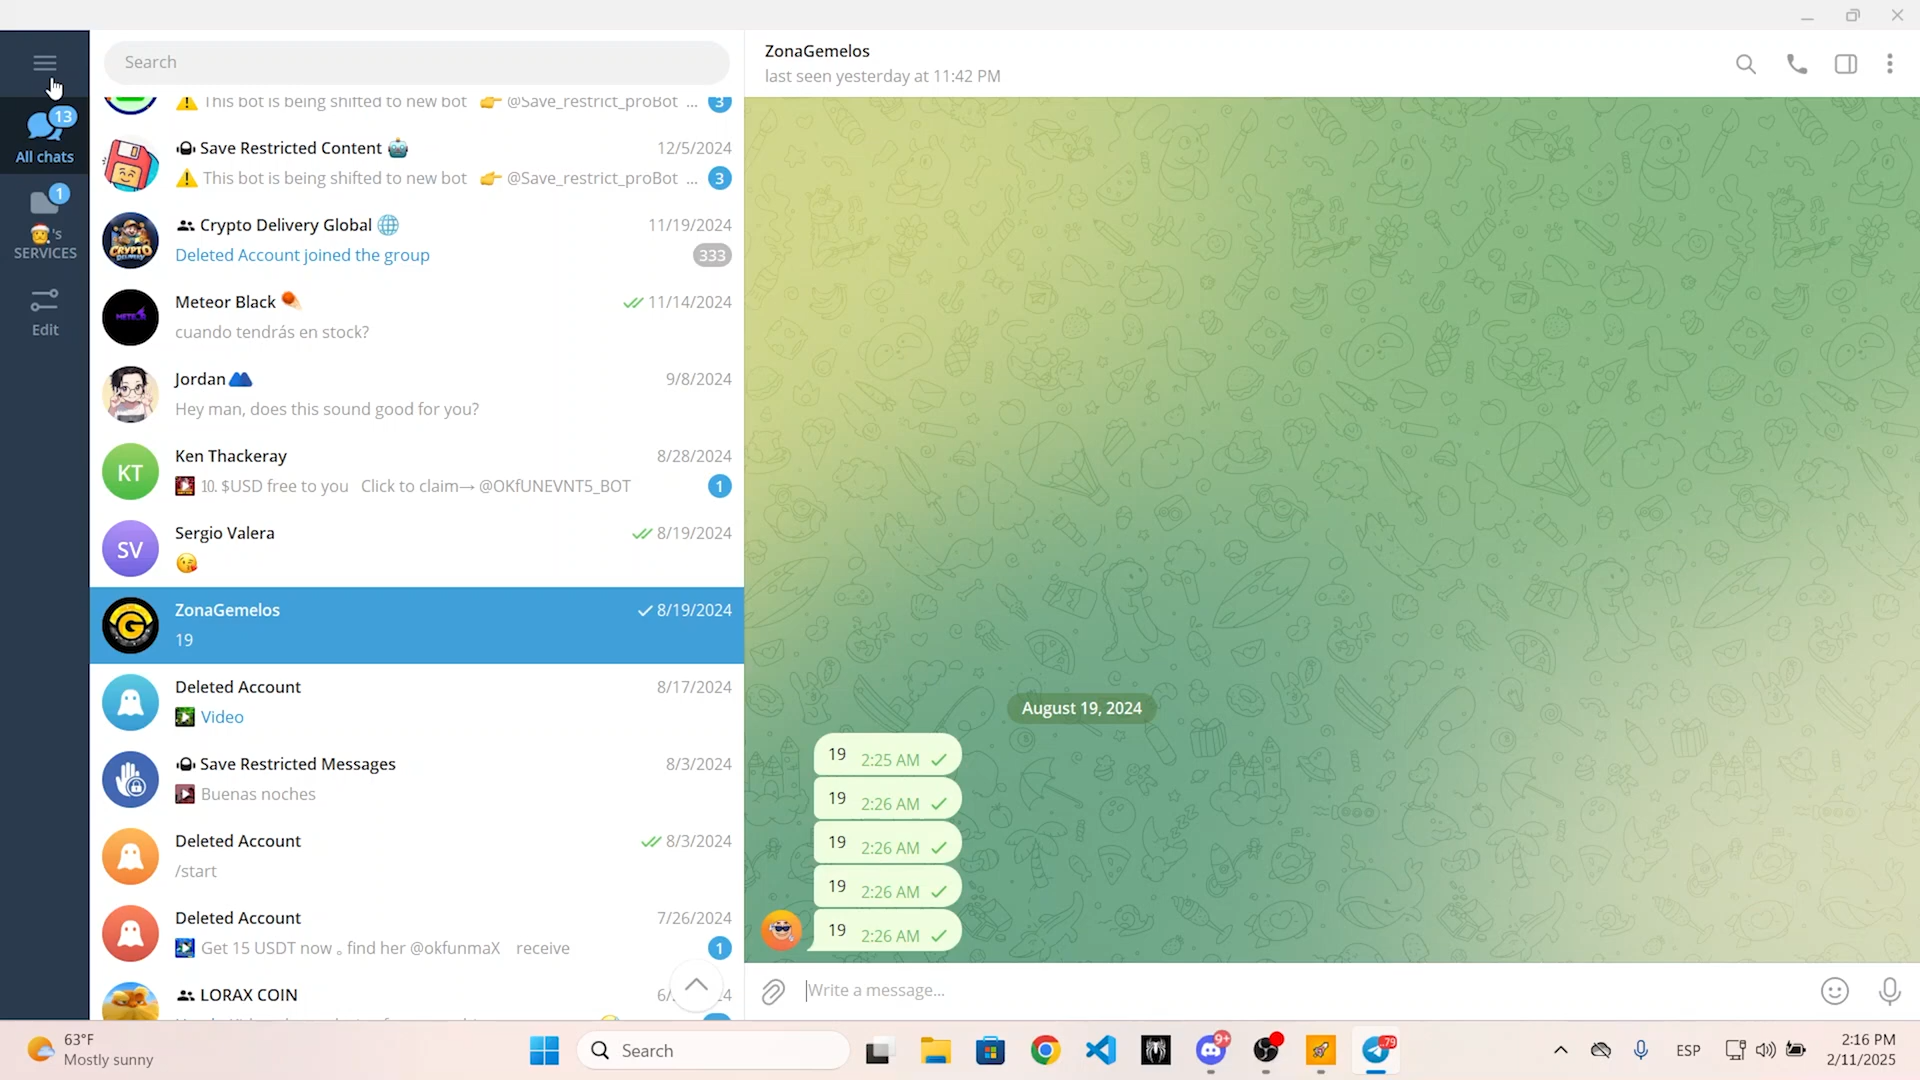 Search
ZonaGemelos
last seen yesterday at 11:42 PM
13
All chats
1
's
SERVICES
Edit
⚠️ This bot is being shifted to new bot 👉 @Save_restrict_proBot ... 3
Save Restricted Content 🤖 12/5/2024
⚠️ This bot is being shifted to new bot 👉 @Save_restrict_proBot ... 3
Crypto Delivery Global 🌐 11/19/2024
Deleted Account joined the group 333
METEOR
Meteor Black ☄️ 11/14/2024
cuando tendrás en stock?
Jordan 9/8/2024
Hey man, does this sound good for you?
KT
Ken Thackeray 8/28/2024
10. $USD free to you Click to claim→ @OKfUNEVNT5_BOT 1
SV
Sergio Valera 8/19/2024
😘
ZonaGemelos 8/19/2024
19
Deleted Account 8/17/2024
Video
Save Restricted Messages 8/3/2024
Buenas noches
Deleted Account 8/3/2024
/start
Deleted Account 7/26/2024
Get 15 USDT now 。find her @okfunmaX receive 1
LORAX COIN
August 19, 2024
19 2:25 AM
19 2:26 AM
19 2:26 AM
19 2:26 AM
19 2:26 AM
Write a message...
63°F
Mostly sunny
Search
9+
79
ESP
2:16 PM
2/11/2025